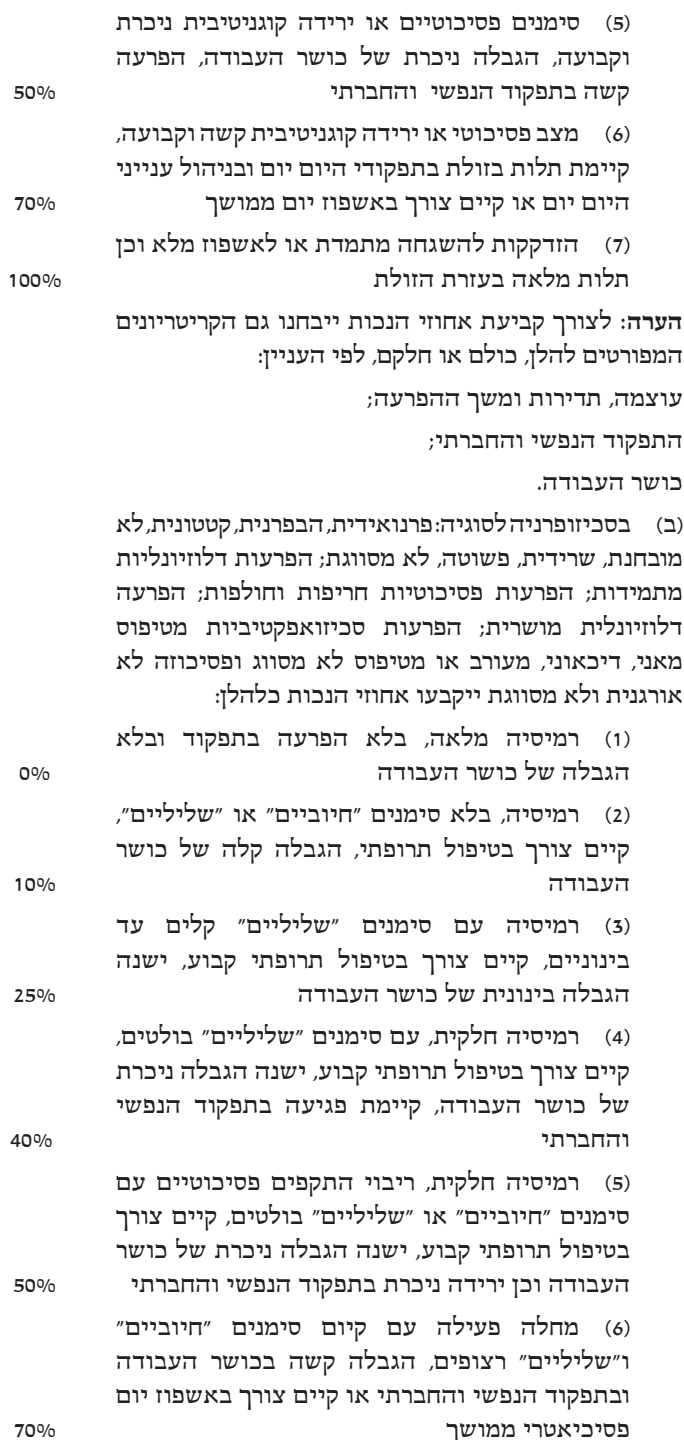 (5) סימנים פסיכוטיים או ירידה קוגניטיבית ניכרת
וקבועה, הגבלה ניכרת של כושר העבודה, הפרעה
קשה בתפקוד הנפשי והחברתי 50%
(6) מצב פסיכוטי או ירידה קוגניטיבית קשה וקבועה,
קיימת תלות בזולת בתפקודי היום יום ובניהול ענייני
היום יום או קיים צורך באשפוז יום ממושך 70%
(7) הזדקקות להשגחה מתמדת או לאשפוז מלא וכן
תלות מלאה בעזרת הזולת 100%
הערה: לצורך קביעת אחוזי הנכות ייבחנו גם הקריטריונים
המפורטים להלן, כולם או חלקם, לפי העניין:
עוצמה, תדירות ומשך ההפרעה;
התפקוד הנפשי והחברתי;
כושר העבודה.
(ב) בסכיזופרניה לסוגיה: פרנואידית, הבפרנית, קטטונית, לא
מובחנת, שרידית, פשוטה, לא מסווגת; הפרעות דלוזיונליות
מתמידות; הפרעות פסיכוטיות חריפות וחולפות; הפרעה
דלוזיונלית מושרית; הפרעות סכיזואפקטיביות מטיפוס
מאני, דיכאוני, מעורב או מטיפוס לא מסווג ופסיכוזה לא
אורגנית ולא מסווגת ייקבעו אחוזי הנכות כלהלן:
(1) רמיסיה מלאה, בלא הפרעה בתפקוד ובלא
הגבלה של כושר העבודה 0%
(2) רמיסיה, בלא סימנים "חיוביים" או "שליליים",
קיים צורך בטיפול תרופתי, הגבלה קלה של כושר
העבודה 10%
(3) רמיסיה עם סימנים "שליליים" קלים עד
בינוניים, קיים צורך בטיפול תרופתי קבוע, ישנה
הגבלה בינונית של כושר העבודה 25%
(4) רמיסיה חלקית, עם סימנים "שליליים" בולטים,
קיים צורך בטיפול תרופתי קבוע, ישנה הגבלה ניכרת
של כושר העבודה, קיימת פגיעה בתפקוד הנפשי
והחברתי 40%
(5) רמיסיה חלקית, ריבוי התקפים פסיכוטיים עם
סימנים "חיוביים" או "שליליים" בולטים, קיים צורך
בטיפול תרופתי קבוע, ישנה הגבלה ניכרת של כושר
העבודה וכן ירידה ניכרת בתפקוד הנפשי והחברתי 50%
(6) מחלה פעילה עם קיום סימנים "חיוביים"
ו"שליליים" רצופים, הגבלה קשה בכושר העבודה
ובתפקוד הנפשי והחברתי או קיים צורך באשפוז יום
פסיכיאטרי ממושך 70%